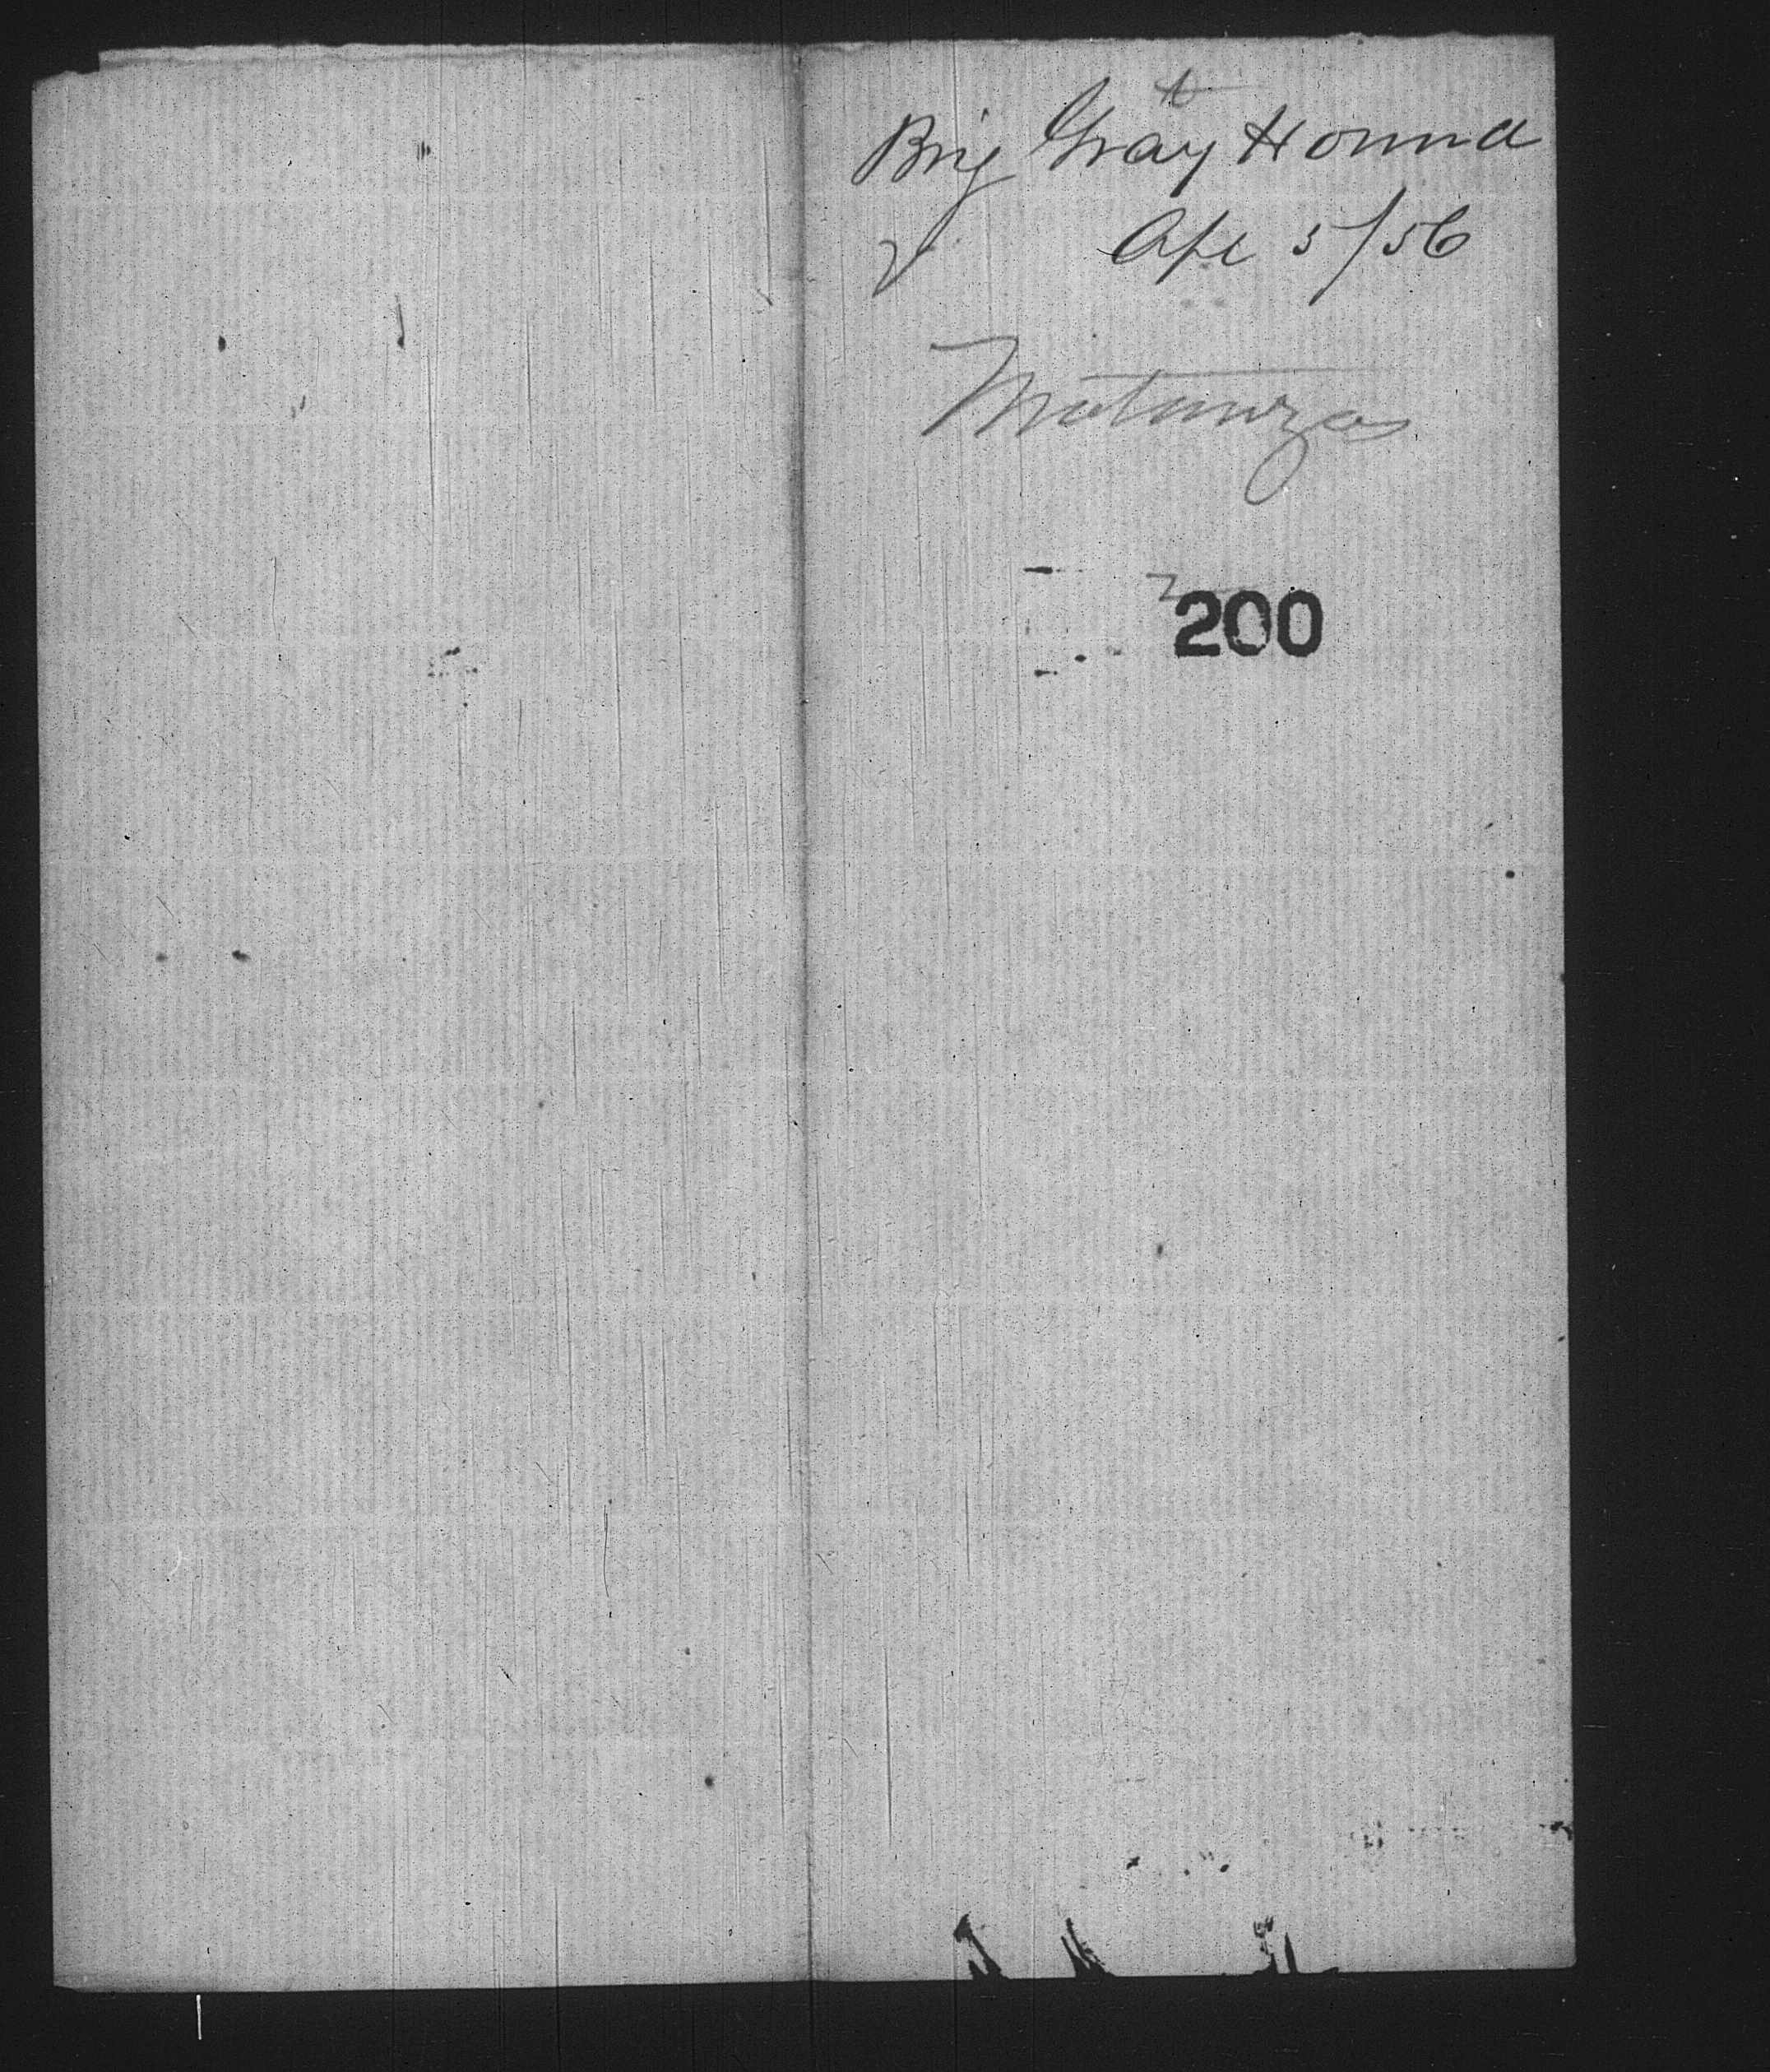 Brig Gray Hound
Apl 5/56
Matanzas
200